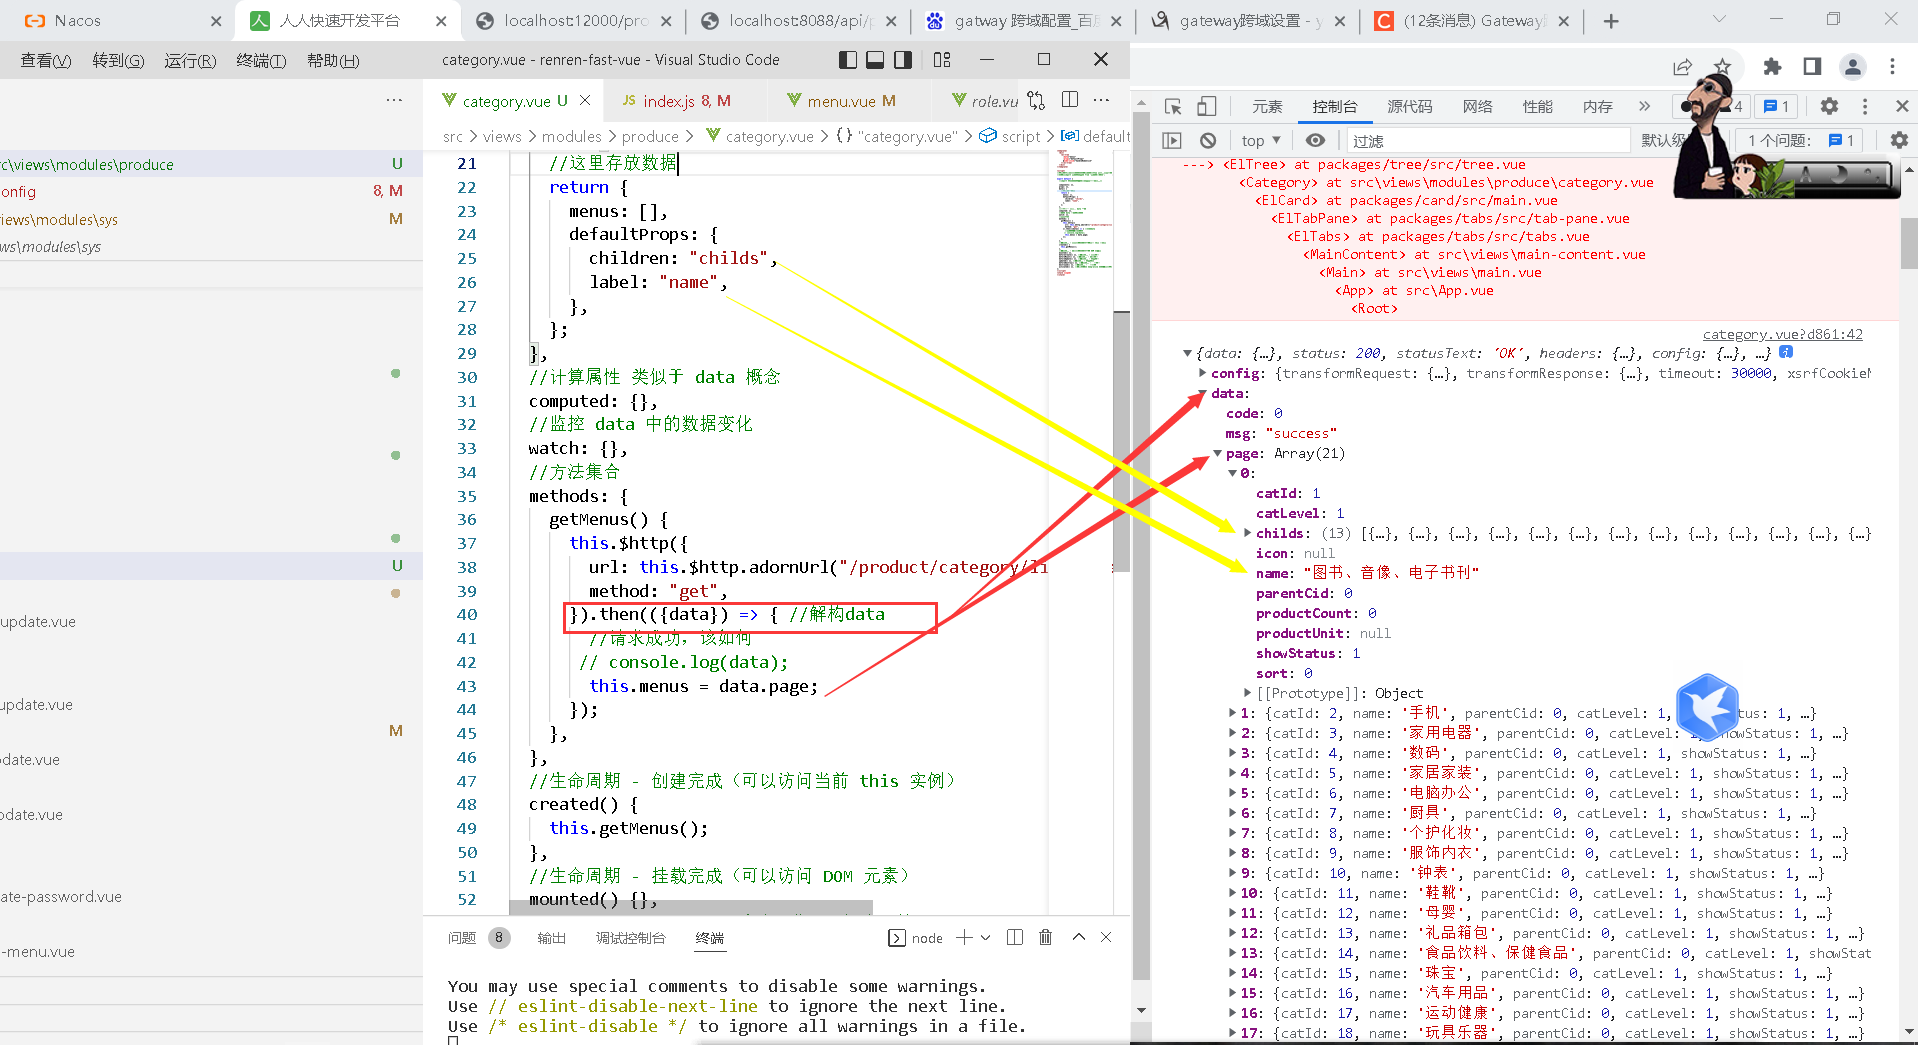 Nacos
人人快速开发平台
localhost:12000/pro
localhost:8088/api/p
gatway 跨域配置_百度
gateway跨域设置 - y
(12条消息) Gateway
查看(V) 转到(G) 运行(R) 终端(T) 帮助(H)
category.vue - renren-fast-vue - Visual Studio Code
category.vue U
JS index.js 8, M
menu.vue M
role.vu
src > views > modules > produce > category.vue > {} "category.vue" > script > default
rc\views\modules\produce U
onfig 8, M
iews\modules\sys M
ws\modules\sys
U
update.vue
update.vue
M
odate.vue
odate.vue
ate-password.vue
-menu.vue
21 //这里存放数据
22 return {
23 menus: [],
24 defaultProps: {
25 children: "childs",
26 label: "name",
27 },
28 };
29 },
30 //计算属性 类似于 data 概念
31 computed: {},
32 //监控 data 中的数据变化
33 watch: {},
34 //方法集合
35 methods: {
36 getMenus() {
37 this.$http({
38 url: this.$http.adornUrl("/product/category/li
39 method: "get",
40 }).then(({data}) => { //解构data
41 //请求成功，该如何
42 // console.log(data);
43 this.menus = data.page;
44 });
45 },
46 },
47 //生命周期 - 创建完成（可以访问当前 this 实例）
48 created() {
49 this.getMenus();
50 },
51 //生命周期 - 挂载完成（可以访问 DOM 元素）
52 mounted() {},
问题 8 输出 调试控制台 终端
node
You may use special comments to disable some warnings.
Use // eslint-disable-next-line to ignore the next line.
Use /* eslint-disable */ to ignore all warnings in a file.
元素 控制台 源代码 网络 性能 内存 » 4 1
top ▼ 过滤 默认级 1 个问题: 1
---> <ElTree> at packages/tree/src/tree.vue
<Category> at src\views\modules\produce\category.vue
<ElCard> at packages/card/src/main.vue
<ElTabPane> at packages/tabs/src/tab-pane.vue
<ElTabs> at packages/tabs/src/tabs.vue
<MainContent> at src\views\main-content.vue
<Main> at src\views\main.vue
<App> at src\App.vue
<Root>
category.vue?d861:42
{data: {…}, status: 200, statusText: 'OK', headers: {…}, config: {…}, …}
config: {transformRequest: {…}, transformResponse: {…}, timeout: 30000, xsrfCookieN
data:
code: 0
msg: "success"
page: Array(21)
0:
catId: 1
catLevel: 1
childs: (13) [{…}, {…}, {…}, {…}, {…}, {…}, {…}, {…}, {…}, {…}, {…}, {…}, {…}
icon: null
name: "图书、音像、电子书刊"
parentCid: 0
productCount: 0
productUnit: null
showStatus: 1
sort: 0
[[Prototype]]: Object
1: {catId: 2, name: '手机', parentCid: 0, catLevel: 1, tus: 1, …}
2: {catId: 3, name: '家用电器', parentCid: 0, catLevel: 1, howStatus: 1, …}
3: {catId: 4, name: '数码', parentCid: 0, catLevel: 1, showStatus: 1, …}
4: {catId: 5, name: '家居家装', parentCid: 0, catLevel: 1, showStatus: 1, …}
5: {catId: 6, name: '电脑办公', parentCid: 0, catLevel: 1, showStatus: 1, …}
6: {catId: 7, name: '厨具', parentCid: 0, catLevel: 1, showStatus: 1, …}
7: {catId: 8, name: '个护化妆', parentCid: 0, catLevel: 1, showStatus: 1, …}
8: {catId: 9, name: '服饰内衣', parentCid: 0, catLevel: 1, showStatus: 1, …}
9: {catId: 10, name: '钟表', parentCid: 0, catLevel: 1, showStatus: 1, …}
10: {catId: 11, name: '鞋靴', parentCid: 0, catLevel: 1, showStatus: 1, …}
11: {catId: 12, name: '母婴', parentCid: 0, catLevel: 1, showStatus: 1, …}
12: {catId: 13, name: '礼品箱包', parentCid: 0, catLevel: 1, showStatus: 1, …}
13: {catId: 14, name: '食品饮料、保健食品', parentCid: 0, catLevel: 1, showStat
14: {catId: 15, name: '珠宝', parentCid: 0, catLevel: 1, showStatus: 1, …}
15: {catId: 16, name: '汽车用品', parentCid: 0, catLevel: 1, showStatus: 1, …}
16: {catId: 17, name: '运动健康', parentCid: 0, catLevel: 1, showStatus: 1, …}
17: {catId: 18, name: '玩具乐器', parentCid: 0, catLevel: 1, showStatus: 1, …}